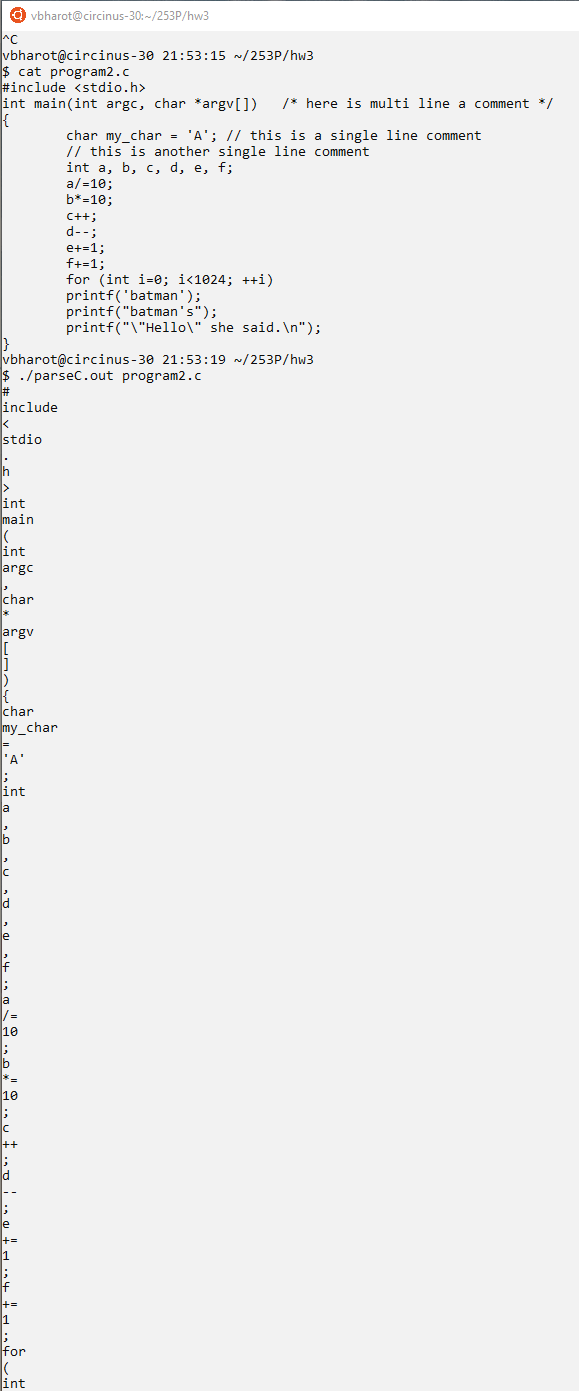 vbharot@circinus-30:~/253P/hw3
^C
vbharot@circinus-30 21:53:15 ~/253P/hw3
$ cat program2.c
#include <stdio.h>
int main(int argc, char *argv[])   /* here is multi line a comment */
{
        char my_char = 'A'; // this is a single line comment
        // this is another single line comment
        int a, b, c, d, e, f;
        a/=10;
        b*=10;
        c++;
        d--;
        e+=1;
        f+=1;
        for (int i=0; i<1024; ++i)
        printf('batman');
        printf("batman's");
        printf("\"Hello\" she said.\n");
}
vbharot@circinus-30 21:53:19 ~/253P/hw3
$ ./parseC.out program2.c
#
include
<
stdio
.
h
>
int
main
(
int
argc
,
char
*
argv
[
]
)
{
char
my_char
=
'A'
;
int
a
,
b
,
c
,
d
,
e
,
f
;
a
/=
10
;
b
*=
10
;
c
++
;
d
--
;
e
+=
1
;
f
+=
1
;
for
(
int